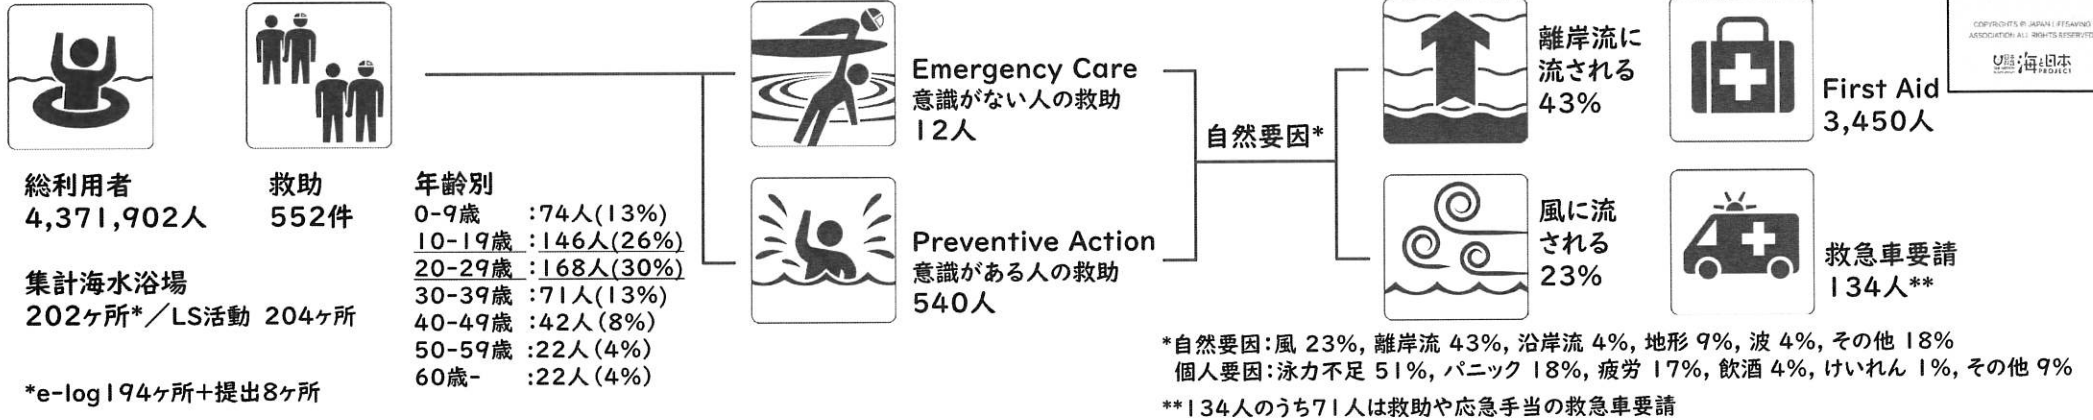 総利用者
4,371,902人
集計海水浴場
202ヶ所*/LS活動 204ヶ所
*e-log194ヶ所+提出8ヶ所
救助
552件
年齢別
0-9歳 :74人(13%)
10-19歳 :146人(26%)
20-29歳 :168人(30%)
30-39歳 :71人(13%)
40-49歳 :42人(8%)
50-59歳 :22人(4%)
60歳- :22人(4%)
Emergency Care
意識がない人の救助
12人
Preventive Action
意識がある人の救助
540人
自然要因*
離岸流に
流される
43%
風に流
される
23%
First Aid
3,450人
救急車要請
134人**
*自然要因:風 23%, 離岸流 43%, 沿岸流 4%, 地形 9%, 波 4%, その他 18%
個人要因:泳力不足 51%, パニック 18%, 疲労 17%, 飲酒 4%, けいれん 1%, その他 9%
**134人のうち71人は救助や応急手当の救急車要請
COPYRIGHTS © JAPAN LIFESAVING
ASSOCIATION ALL RIGHTS RESERVED
海と日本
PROJECT